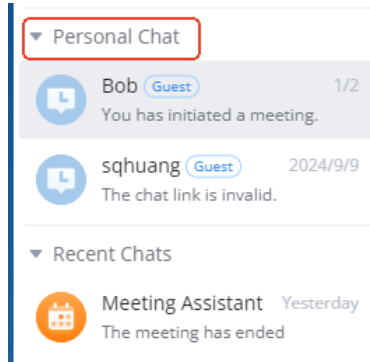 Personal Chat
Bob Guest 1/2
You has initiated a meeting.
sqhuang Guest 2024/9/9
The chat link is invalid.
Recent Chats
Meeting Assistant Yesterday
The meeting has ended